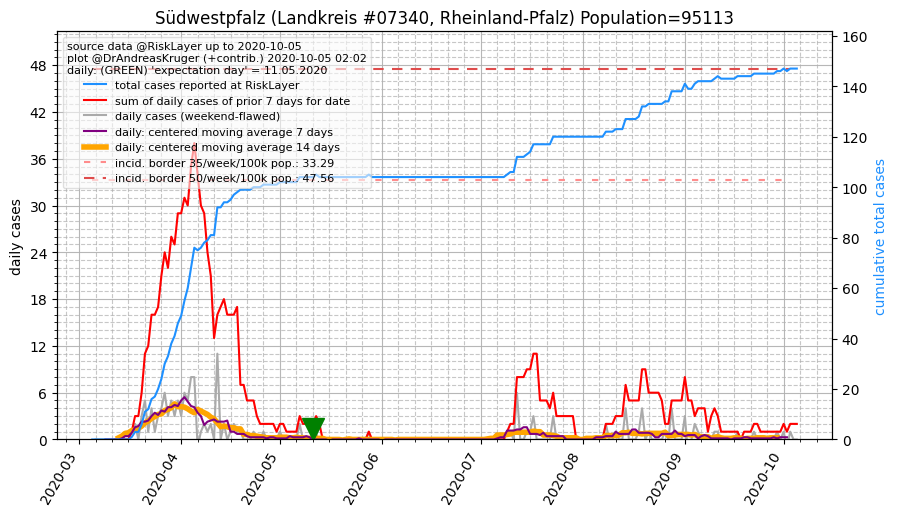 Südwestpfalz (Landkreis #07340, Rheinland-Pfalz) Population=95113
source data @RiskLayer up to 2020-10-05
plot @DrAndreasKruger (+contrib.) 2020-10-05 02:02
daily: (GREEN) 'expectation day' = 11.05.2020
total cases reported at RiskLayer
sum of daily cases of prior 7 days for date
daily cases (weekend-flawed)
daily: centered moving average 7 days
daily: centered moving average 14 days
incid. border 35/week/100k pop.: 33.29
incid. border 50/week/100k pop.: 47.56
daily cases
48
42
36
30
24
18
12
6
0
cumulative total cases
160
140
120
100
80
60
40
20
0
2020-03
2020-04
2020-05
2020-06
2020-07
2020-08
2020-09
2020-10